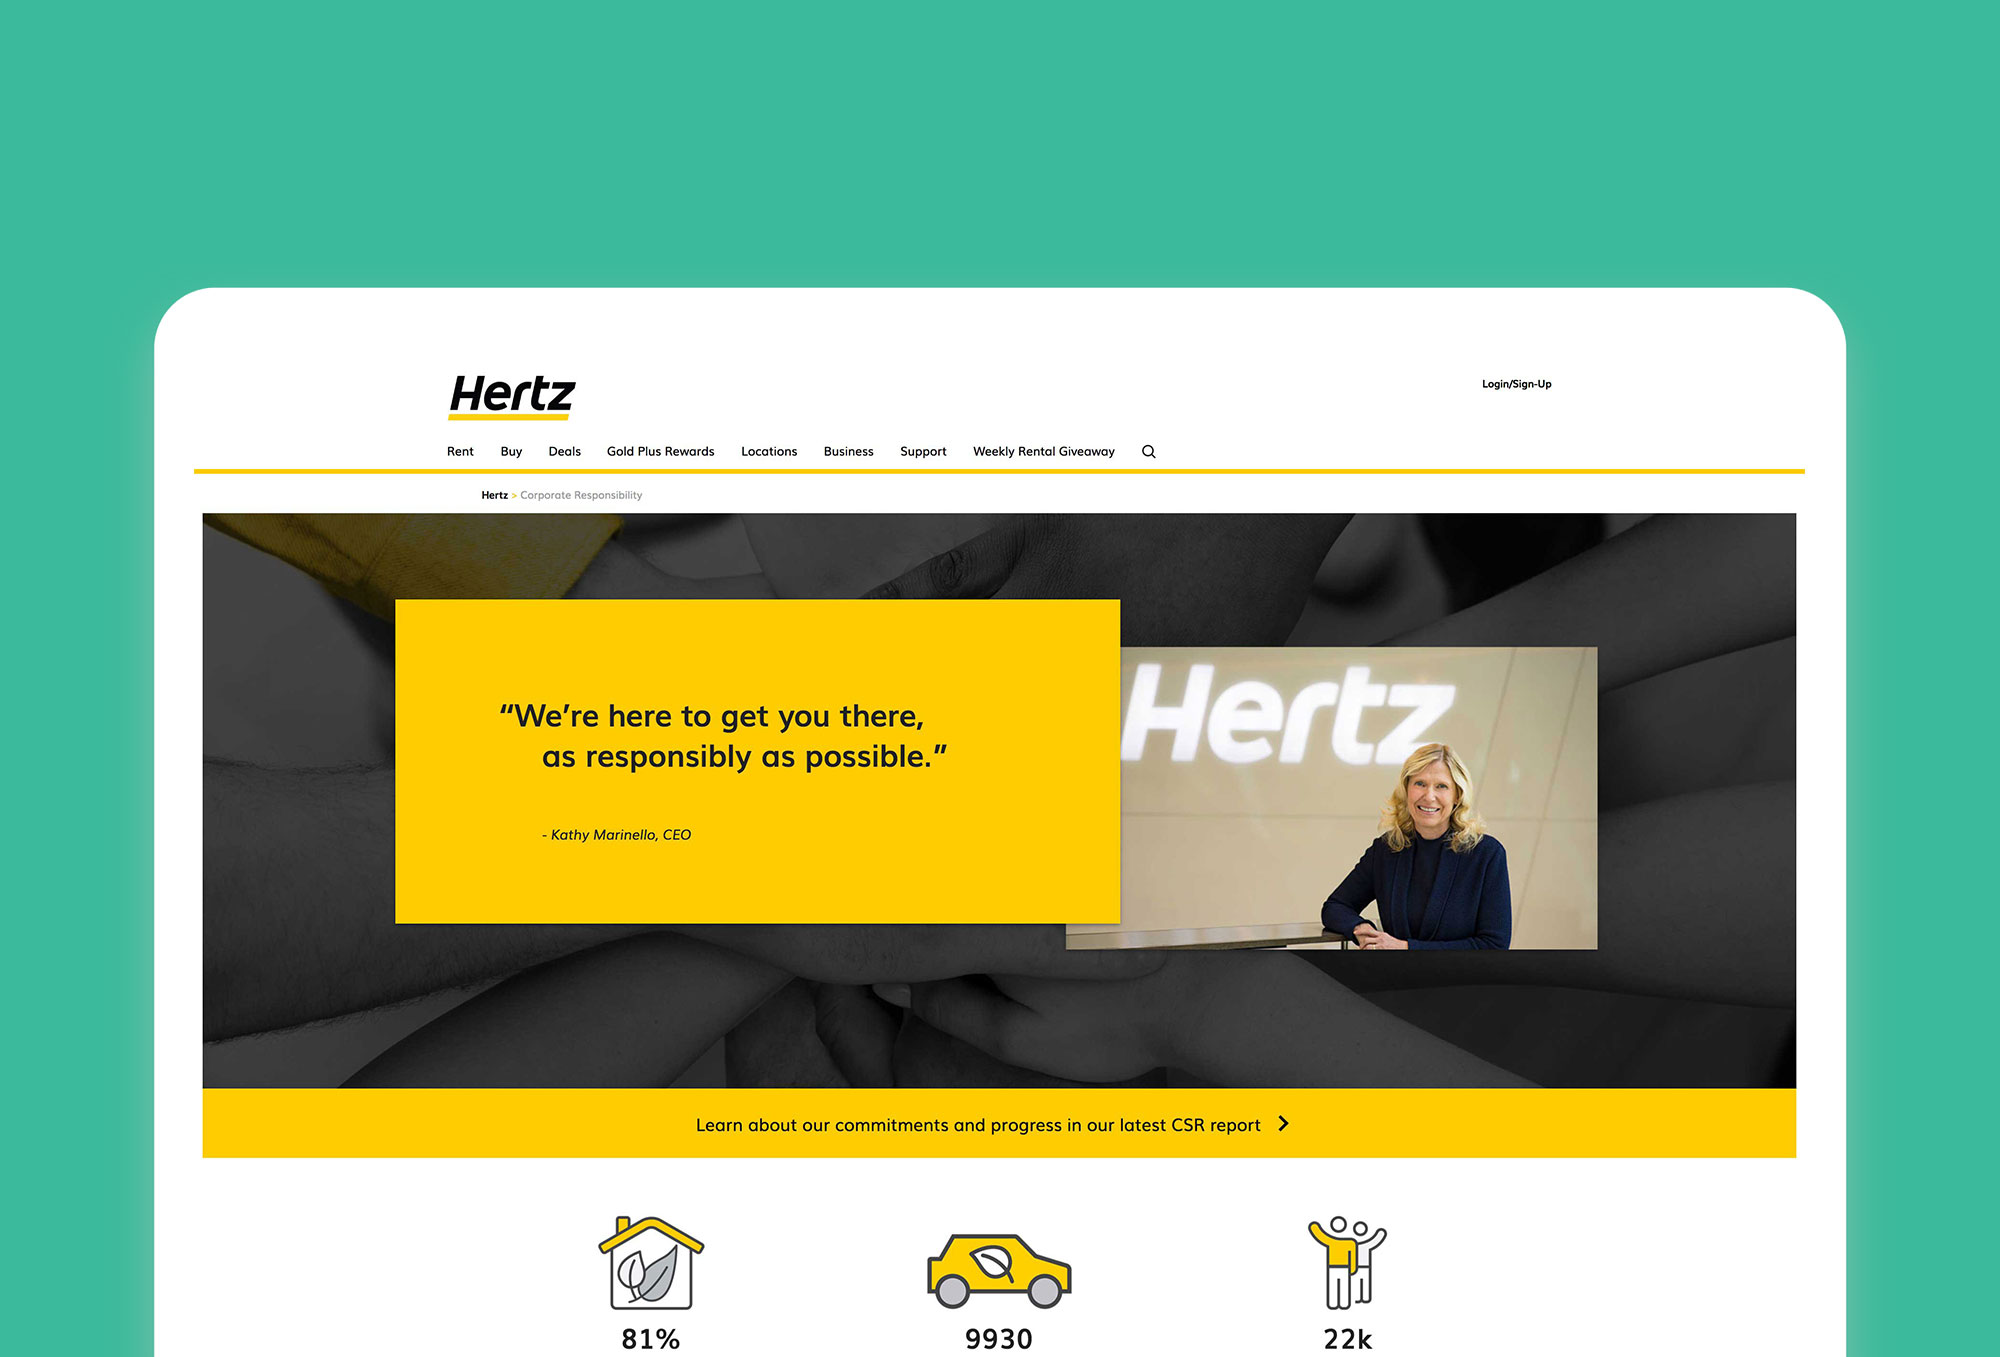 Hertz
Login/Sign-Up
Rent Buy Deals Gold Plus Rewards Locations Business Support Weekly Rental Giveaway
Hertz > Corporate Responsibility
“We’re here to get you there,
as responsibly as possible.”
- Kathy Marinello, CEO
Hertz
Learn about our commitments and progress in our latest CSR report >
81% 9930 22k